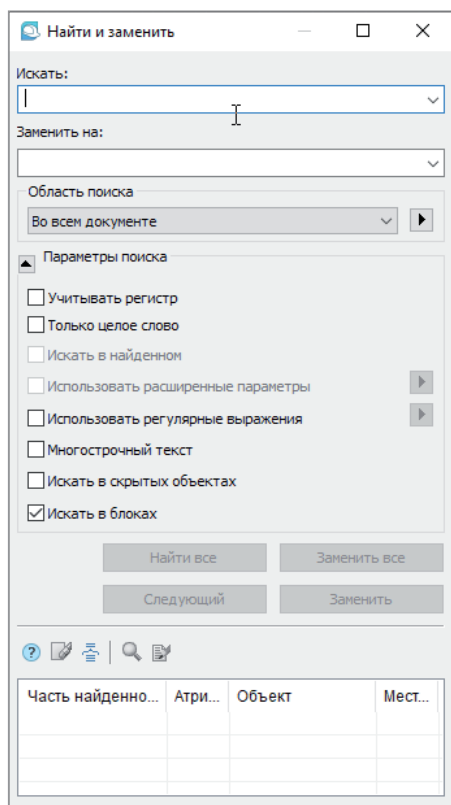 Найти и заменить
Искать:
Заменить на:
Область поиска
Во всем документе
Параметры поиска
Учитывать регистр
Только целое слово
Искать в найденном
Использовать расширенные параметры
Использовать регулярные выражения
Многострочный текст
Искать в скрытых объектах
Искать в блоках
Найти все Заменить все
Следующий Заменить
Часть найденно... Атри... Объект Мест...